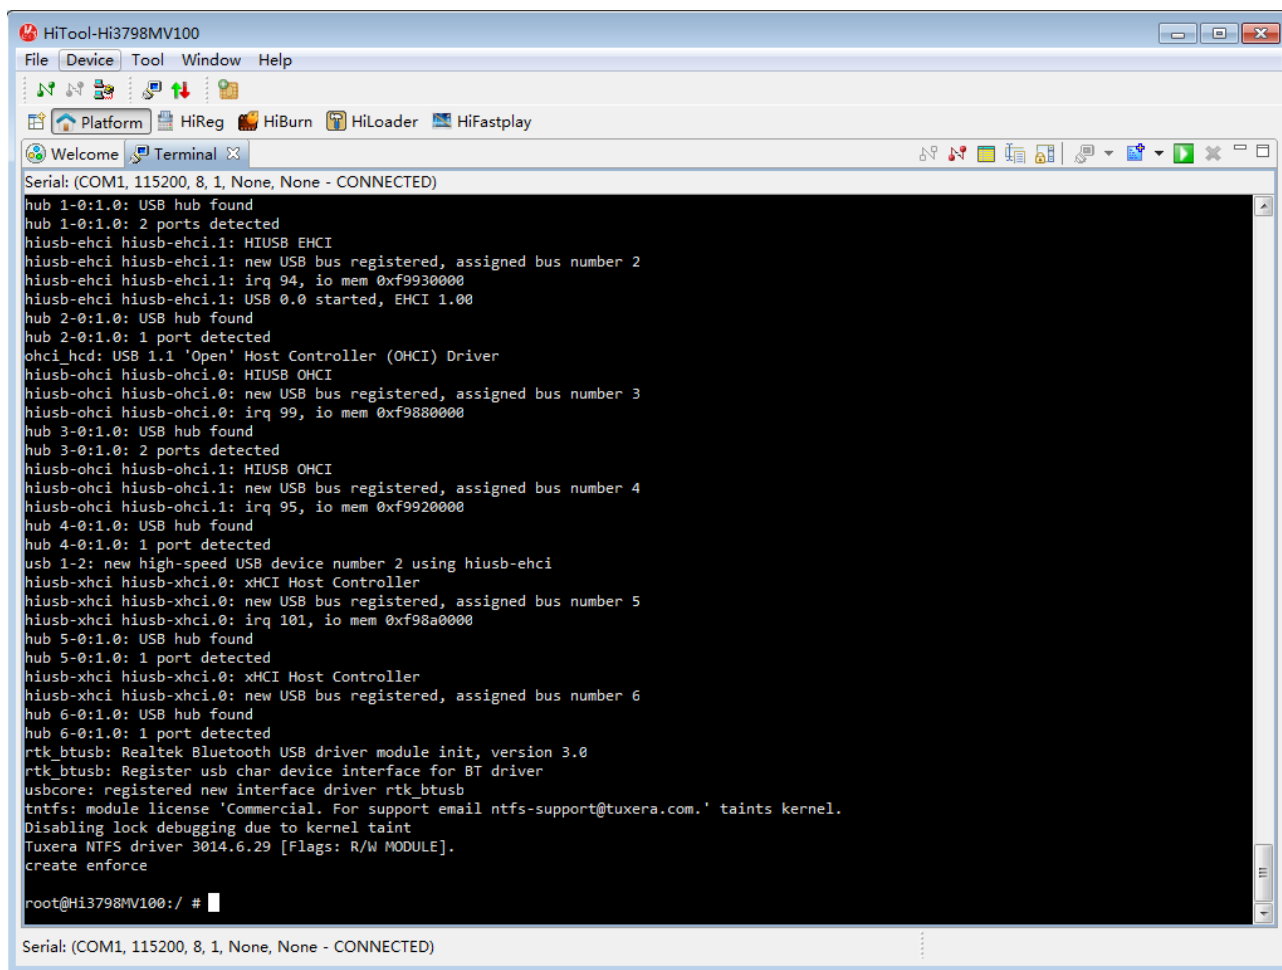 HiTool-Hi3798MV100
File Device Tool Window Help
Platform HiReg HiBurn HiLoader HiFastplay
Welcome Terminal
Serial: (COM1, 115200, 8, 1, None, None - CONNECTED)
hub 1-0:1.0: USB hub found
hub 1-0:1.0: 2 ports detected
hiusb-ehci hiusb-ehci.1: HIUSB EHCI
hiusb-ehci hiusb-ehci.1: new USB bus registered, assigned bus number 2
hiusb-ehci hiusb-ehci.1: irq 94, io mem 0xf9930000
hiusb-ehci hiusb-ehci.1: USB 0.0 started, EHCI 1.00
hub 2-0:1.0: USB hub found
hub 2-0:1.0: 1 port detected
ohci_hcd: USB 1.1 'Open' Host Controller (OHCI) Driver
hiusb-ohci hiusb-ohci.0: HIUSB OHCI
hiusb-ohci hiusb-ohci.0: new USB bus registered, assigned bus number 3
hiusb-ohci hiusb-ohci.0: irq 99, io mem 0xf9880000
hub 3-0:1.0: USB hub found
hub 3-0:1.0: 2 ports detected
hiusb-ohci hiusb-ohci.1: HIUSB OHCI
hiusb-ohci hiusb-ohci.1: new USB bus registered, assigned bus number 4
hiusb-ohci hiusb-ohci.1: irq 95, io mem 0xf9920000
hub 4-0:1.0: USB hub found
hub 4-0:1.0: 1 port detected
usb 1-2: new high-speed USB device number 2 using hiusb-ehci
hiusb-xhci hiusb-xhci.0: xHCI Host Controller
hiusb-xhci hiusb-xhci.0: new USB bus registered, assigned bus number 5
hiusb-xhci hiusb-xhci.0: irq 101, io mem 0xf98a0000
hub 5-0:1.0: USB hub found
hub 5-0:1.0: 1 port detected
hiusb-xhci hiusb-xhci.0: xHCI Host Controller
hiusb-xhci hiusb-xhci.0: new USB bus registered, assigned bus number 6
hub 6-0:1.0: USB hub found
hub 6-0:1.0: 1 port detected
rtk_btusb: Realtek Bluetooth USB driver module init, version 3.0
rtk_btusb: Register usb char device interface for BT driver
usbcore: registered new interface driver rtk_btusb
tntfs: module license 'Commercial. For support email ntfs-support@tuxera.com.' taints kernel.
Disabling lock debugging due to kernel taint
Tuxera NTFS driver 3014.6.29 [Flags: R/W MODULE].
create enforce
root@Hi3798MV100:/ #
Serial: (COM1, 115200, 8, 1, None, None - CONNECTED)